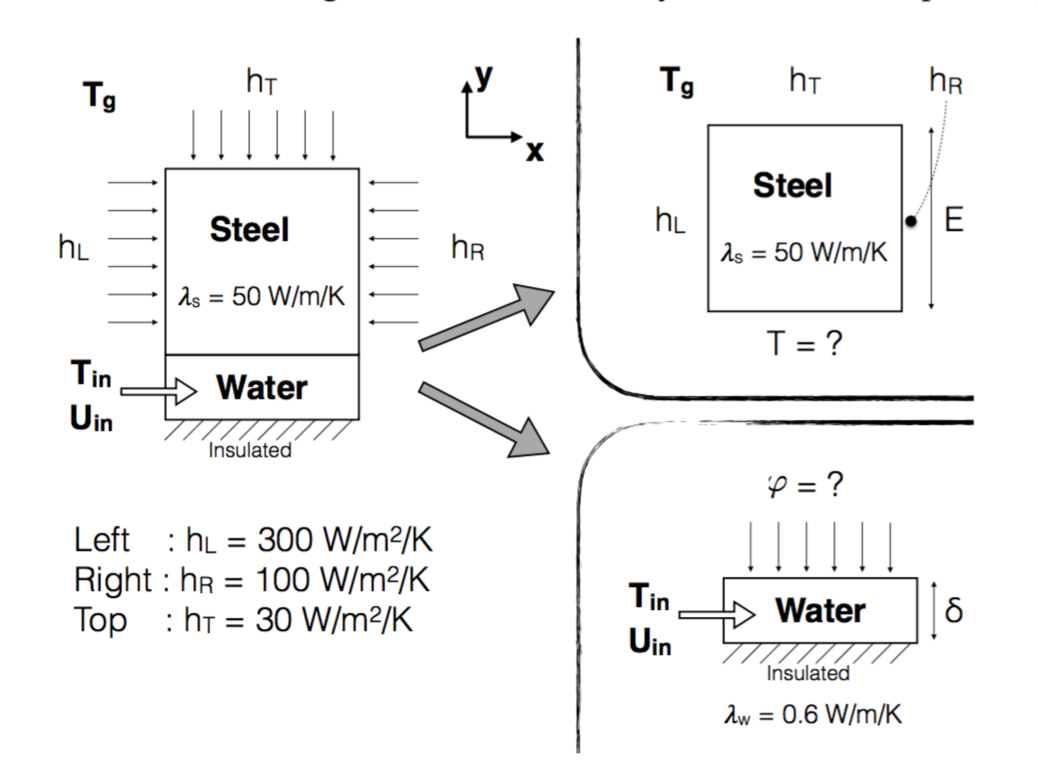 Tg
hT
y
x
Steel
hL
hR
λs = 50 W/m/K
Tin
Uin
Water
Insulated
Left : hL = 300 W/m²/K
Right : hR = 100 W/m²/K
Top : hT = 30 W/m²/K
Tg
hT
hR
Steel
hL
E
λs = 50 W/m/K
T = ?
φ = ?
Tin
Uin
Water
δ
Insulated
λw = 0.6 W/m/K